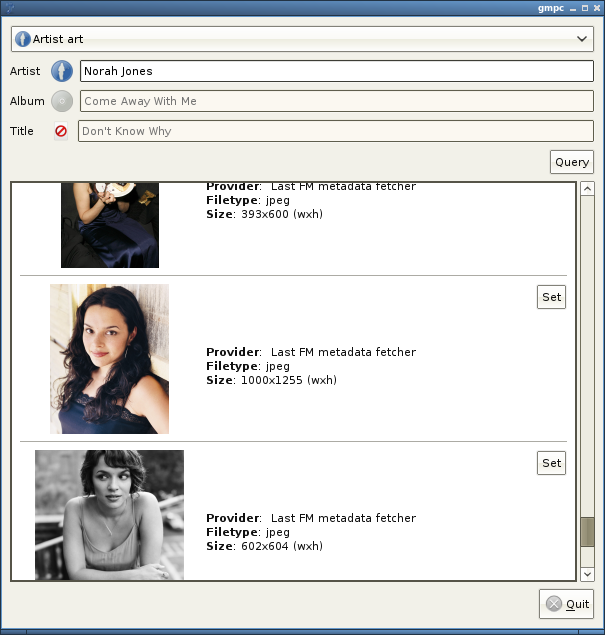 gmpc
Artist art
Artist Norah Jones
Album Come Away With Me
Title Don't Know Why
Query
Provider: Last FM metadata fetcher
Filetype: jpeg
Size: 393x600 (wxh)
Set
Provider: Last FM metadata fetcher
Filetype: jpeg
Size: 1000x1255 (wxh)
Set
Provider: Last FM metadata fetcher
Filetype: jpeg
Size: 602x604 (wxh)
Quit